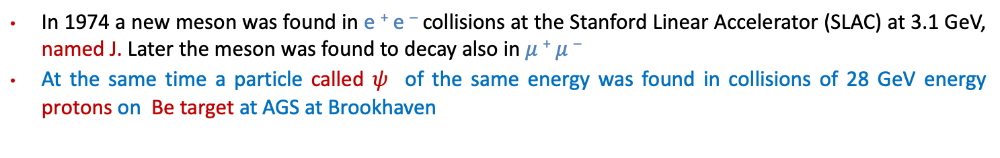 • In 1974 a new meson was found in e + e − collisions at the Stanford Linear Accelerator (SLAC) at 3.1 GeV,
named J. Later the meson was found to decay also in μ + μ −
• At the same time a particle called ψ of the same energy was found in collisions of 28 GeV energy
protons on Be target at AGS at Brookhaven